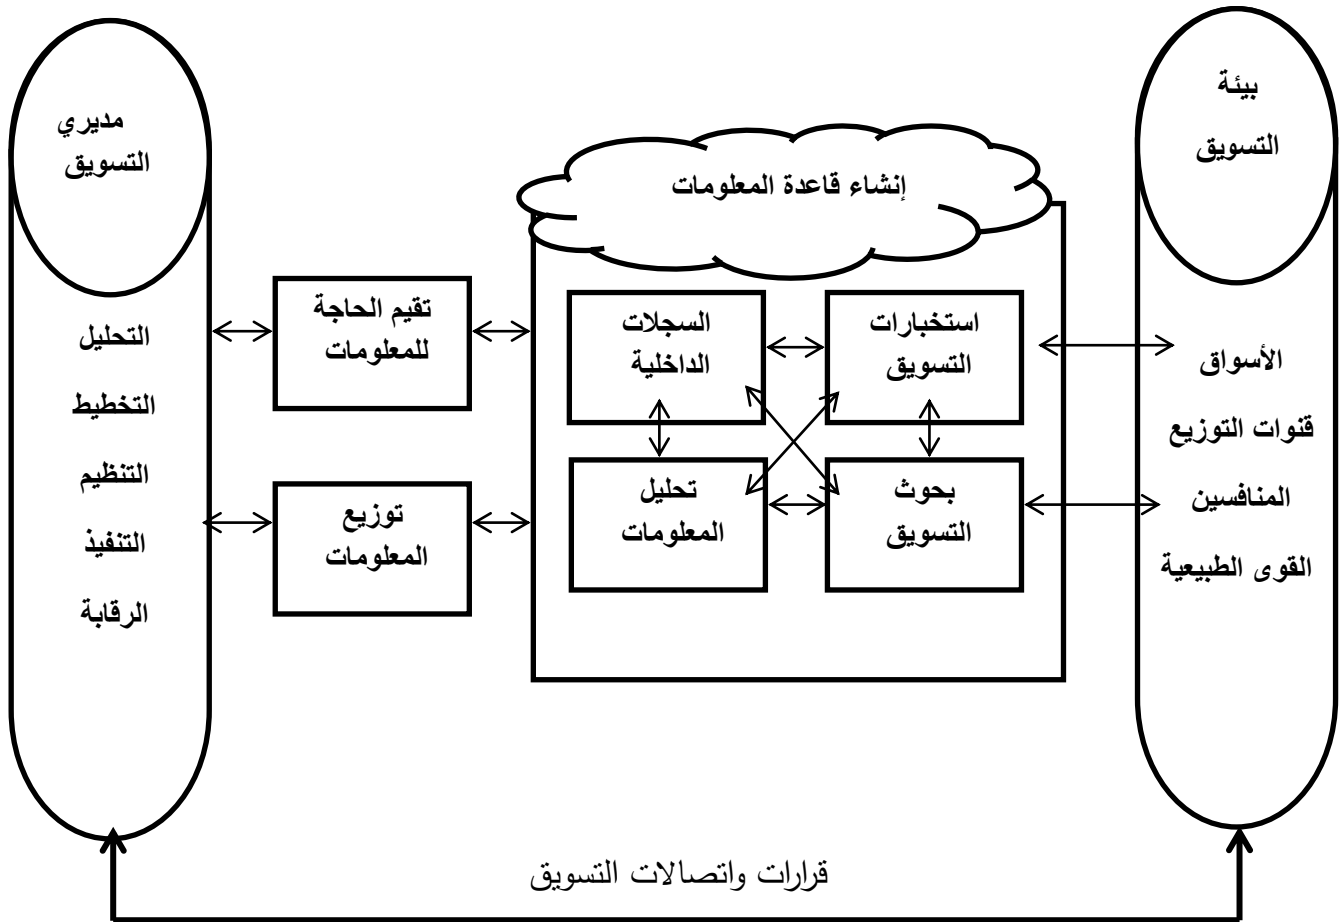 بيئة
التسويق
الأسواق
قنوات التوزيع
المنافسين
القوى الطبيعية
إنشاء قاعدة المعلومات
استخبارات
التسويق
السجلات
الداخلية
بحوث
التسويق
تحليل
المعلومات
تقيم الحاجة
للمعلومات
توزيع
المعلومات
مديري
التسويق
التحليل
التخطيط
التنظيم
التنفيذ
الرقابة
قرارات واتصالات التسويق